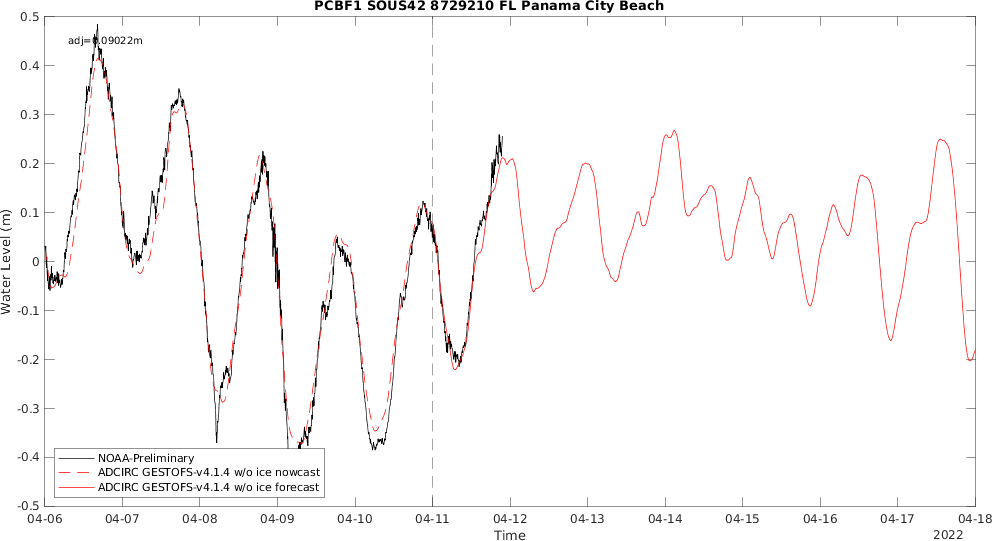 PCBF1 SOUS42 8729210 FL Panama City Beach
adj=0.09022m
0.5
0.4
0.3
0.2
0.1
0
-0.1
-0.2
-0.3
-0.4
-0.5
Water Level (m)
NOAA-Preliminary
ADCIRC GESTOFS-v4.1.4 w/o ice nowcast
ADCIRC GESTOFS-v4.1.4 w/o ice forecast
04-06 04-07 04-08 04-09 04-10 04-11 04-12 04-13 04-14 04-15 04-16 04-17 04-18
Time
2022